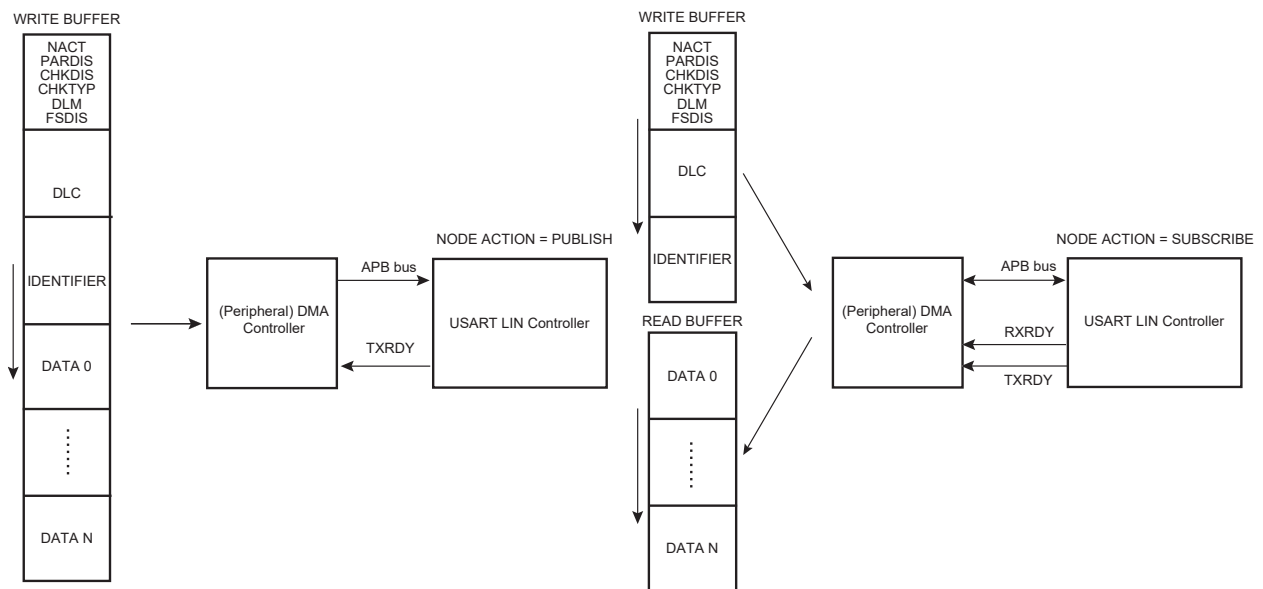 WRITE BUFFER
NACT
PARDIS
CHKDIS
CHKTYP
DLM
FSDIS
DLC
IDENTIFIER
DATA 0
DATA N
(Peripheral) DMA
Controller
APB bus
TXRDY
NODE ACTION = PUBLISH
USART LIN Controller
WRITE BUFFER
NACT
PARDIS
CHKDIS
CHKTYP
DLM
FSDIS
DLC
IDENTIFIER
READ BUFFER
DATA 0
DATA N
(Peripheral) DMA
Controller
APB bus
RXRDY
TXRDY
NODE ACTION = SUBSCRIBE
USART LIN Controller